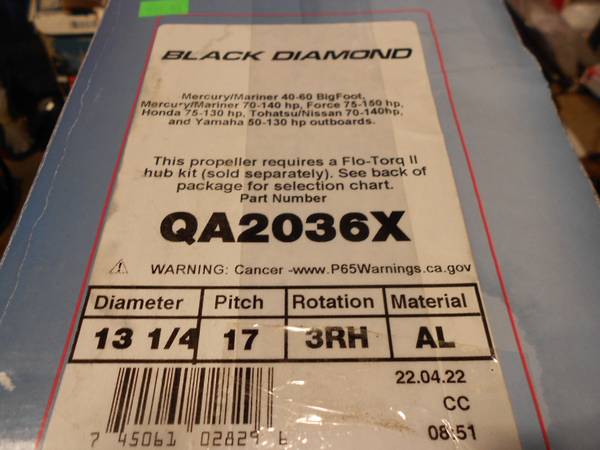 BLACK DIAMOND
Mercury/Mariner 40-60 BigFoot,
Mercury/Mariner 70-140 hp, Force 75-150 hp,
Honda 75-130 hp, Tohatsu/Nissan 70-140hp,
and Yamaha 50-130 hp outboards.
This propeller requires a Flo-Torq II
hub kit (sold separately). See back of
package for selection chart.
Part Number
QA2036X
WARNING: Cancer -www.P65Warnings.ca.gov
Diameter Pitch Rotation Material
13 1/4 17 3RH AL
22.04.22
CC
7 45061 02829 6 08:51